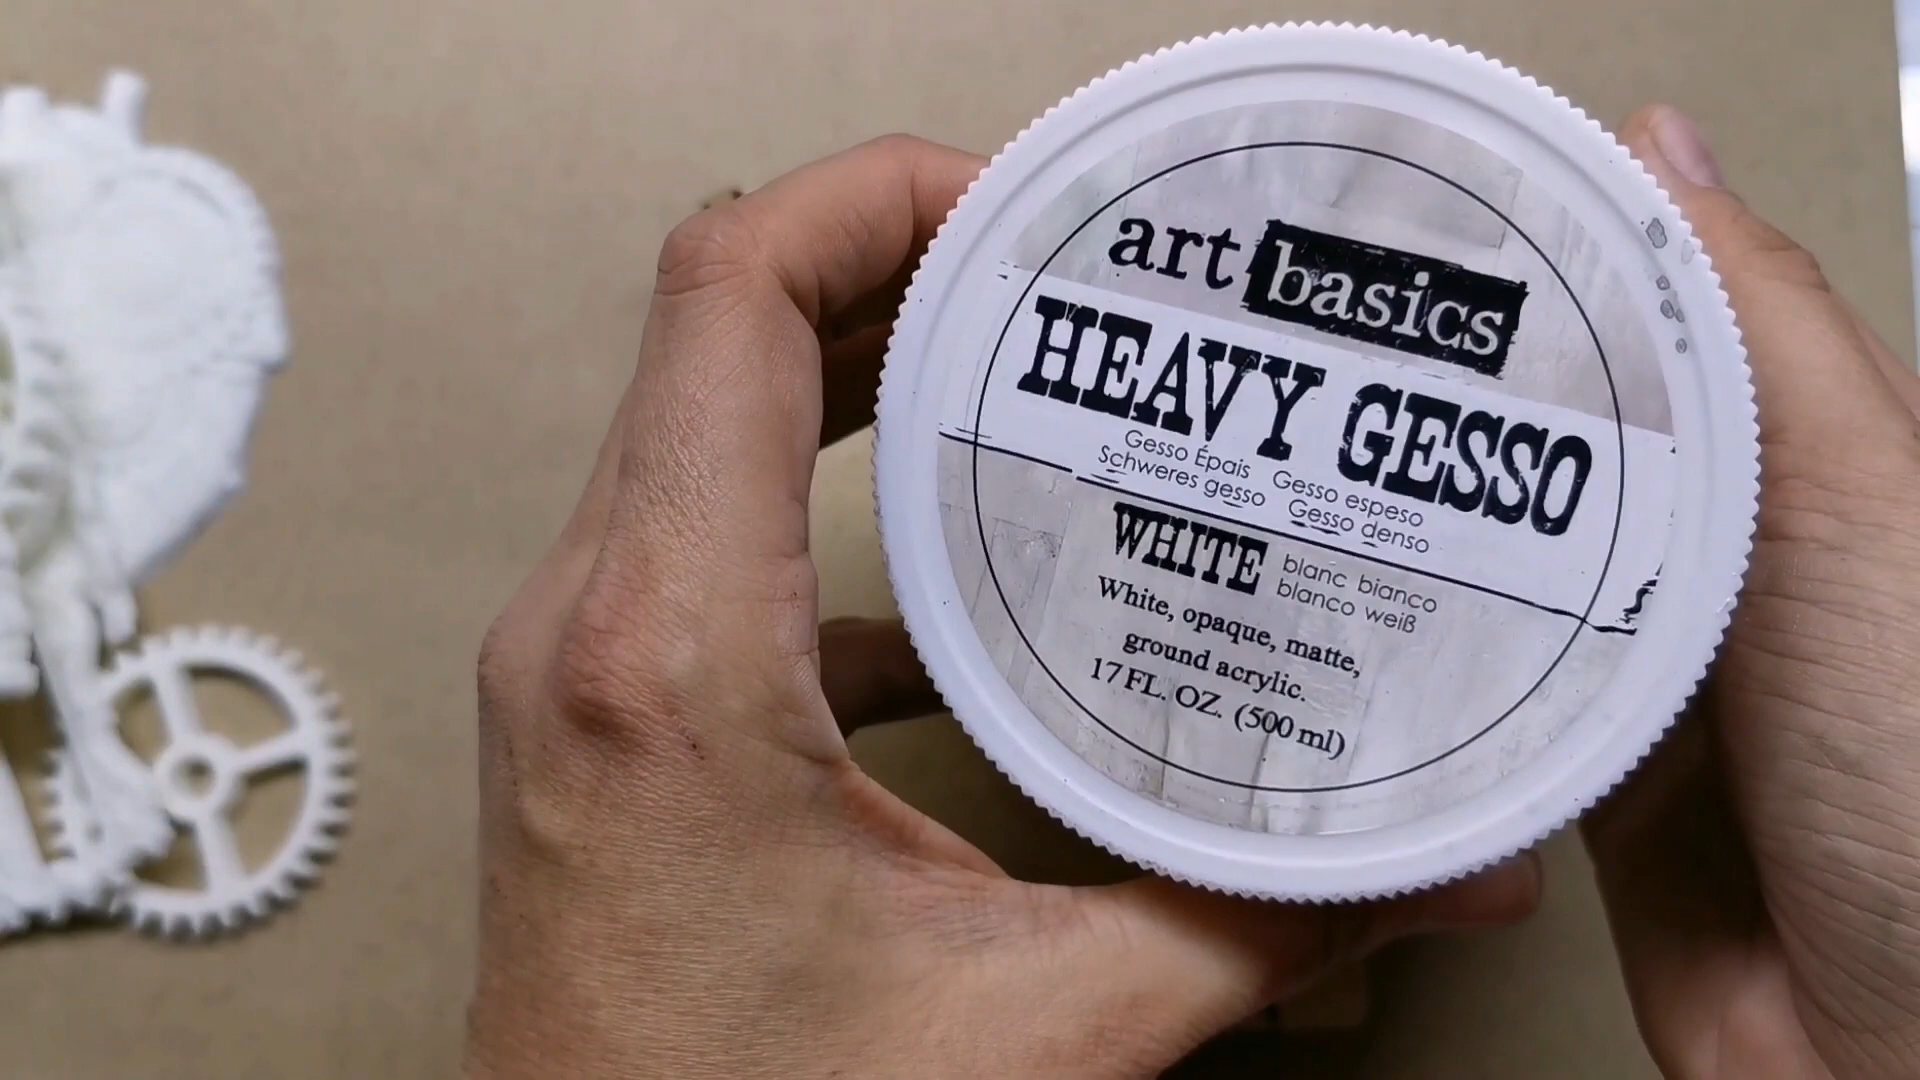 art basics
HEAVY GESSO
Gesso Épais Gesso espeso
Schweres gesso Gesso denso
WHITE blanc bianco
blanco weiß
White, opaque, matte,
ground acrylic.
17 FL. OZ. (500 ml)